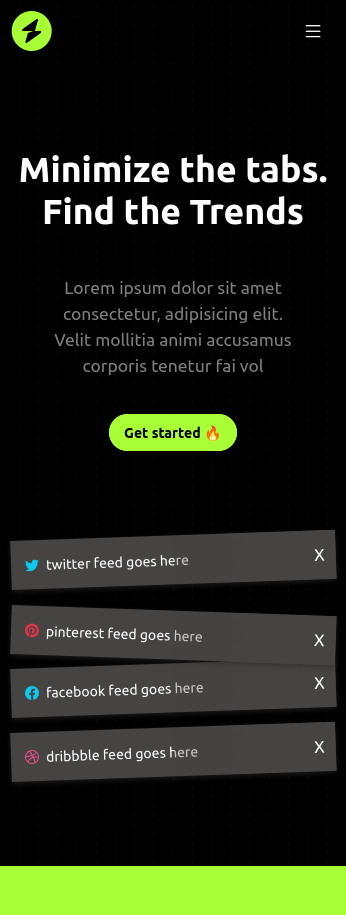 Minimize the tabs.
Find the Trends
Lorem ipsum dolor sit amet
consectetur, adipisicing elit.
Velit mollitia animi accusamus
corporis tenetur fai vol
Get started 🔥
twitter feed goes here X
pinterest feed goes here X
facebook feed goes here X
dribbble feed goes here X